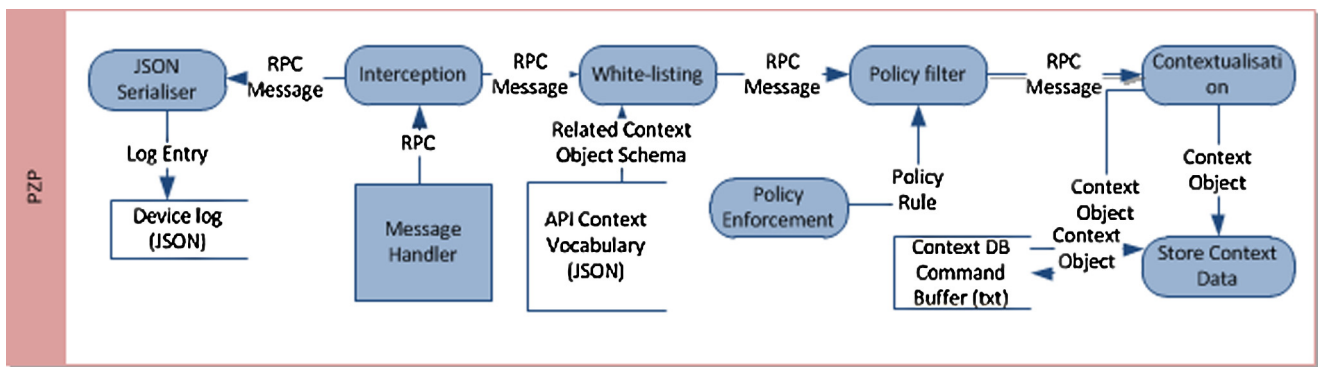 PZP
JSON
Serialiser
RPC
Message
Interception
RPC
Message
White-listing
RPC
Message
Policy filter
RPC
Message
Contextualisati
on
Log Entry
Device log
(JSON)
RPC
Message
Handler
Related Context
Object Schema
API Context
Vocabulary
(JSON)
Policy
Enforcement
Policy
Rule
Context DB
Command
Buffer (txt)
Context
Object
Context
Object
Context
Object
Store Context
Data